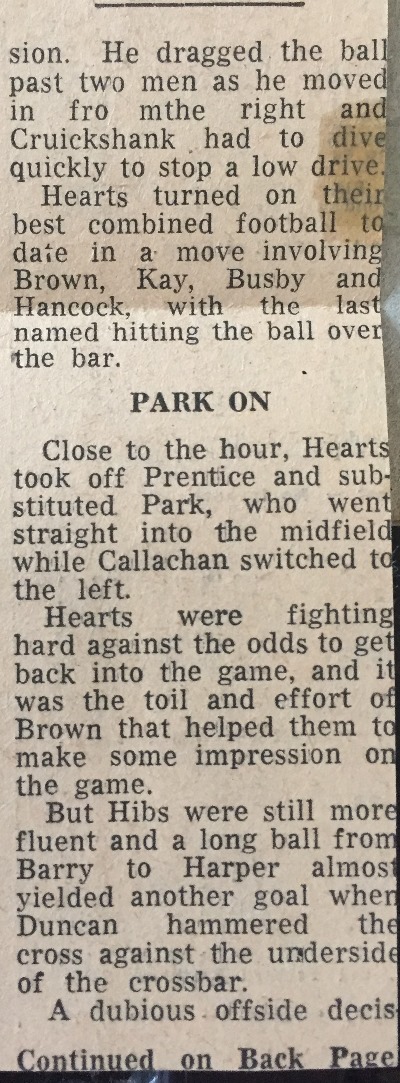 sion. He dragged the ball
past two men as he moved
in fro mthe right and
Cruickshank had to dive
quickly to stop a low drive.
Hearts turned on their
best combined football to
date in a move involving
Brown, Kay, Busby and
Hancock, with the last
named hitting the ball over
the bar.
PARK ON
Close to the hour, Hearts
took off Prentice and sub-
stituted Park, who went
straight into the midfield
while Callachan switched to
the left.
Hearts were fighting
hard against the odds to get
back into the game, and it
was the toil and effort of
Brown that helped them to
make some impression on
the game.
But Hibs were still more
fluent and a long ball from
Barry to Harper almost
yielded another goal when
Duncan hammered the
cross against the underside
of the crossbar.
A dubious offside decis-
Continued on Back Page